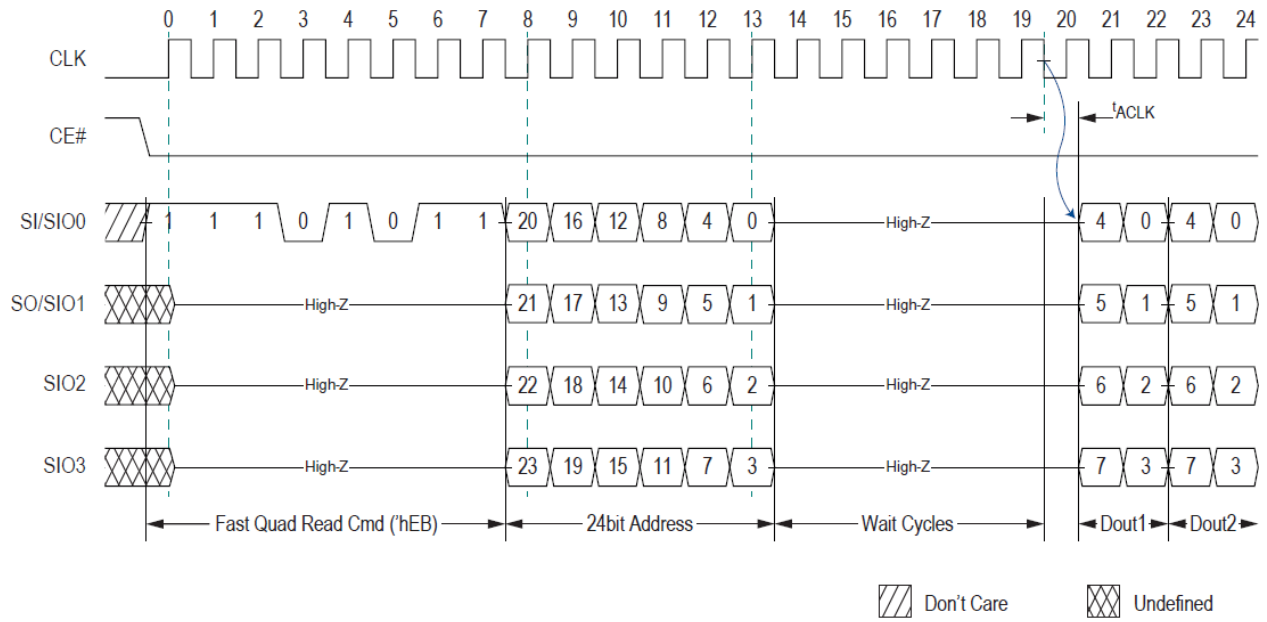 0 1 2 3 4 5 6 7 8 9 10 11 12 13 14 15 16 17 18 19 20 21 22 23 24
CLK
tACLK
CE#
SI/SIO0 1 1 1 0 1 0 1 1 20 16 12 8 4 0 High-Z 4 0 4 0
SO/SIO1 High-Z 21 17 13 9 5 1 High-Z 5 1 5 1
SIO2 High-Z 22 18 14 10 6 2 High-Z 6 2 6 2
SIO3 High-Z 23 19 15 11 7 3 High-Z 7 3 7 3
Fast Quad Read Cmd ('hEB) 24bit Address Wait Cycles Dout1 Dout2
Don't Care Undefined